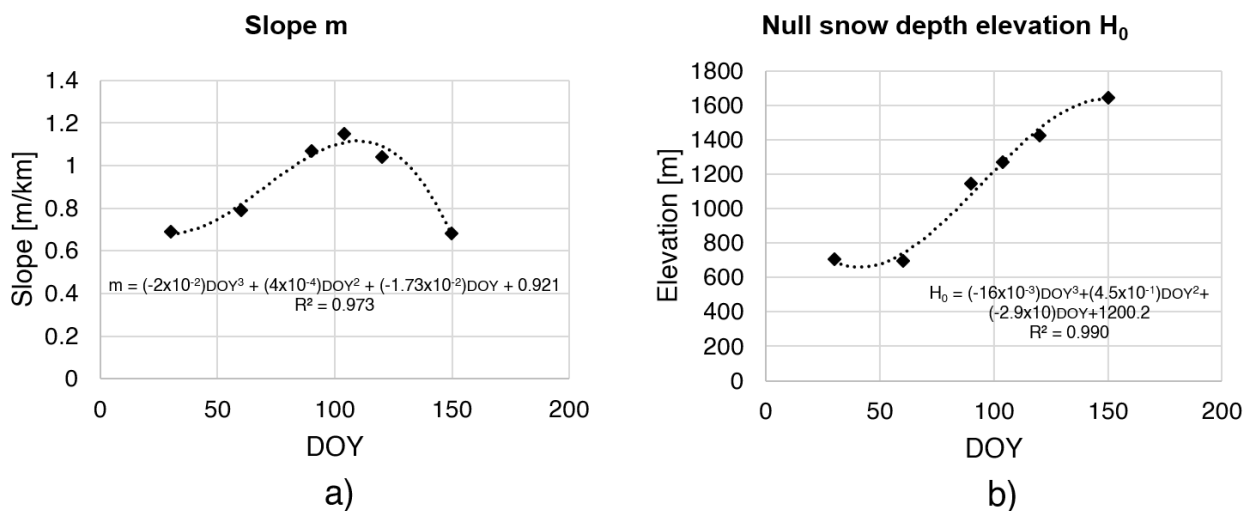 Slope m
1.4
1.2
1
0.8
0.6
0.4
0.2
0
Slope [m/km]
m = (-2x10⁻²)DOY³ + (4x10⁻⁴)DOY² + (-1.73x10⁻²)DOY + 0.921
R² = 0.973
0 50 100 150 200
DOY
a)
Null snow depth elevation H₀
1800
1600
1400
1200
1000
800
600
400
200
0
Elevation [m]
H₀ = (-16x10⁻³)DOY³+(4.5x10⁻¹)DOY²+
(-2.9x10)DOY+1200.2
R² = 0.990
0 50 100 150 200
DOY
b)